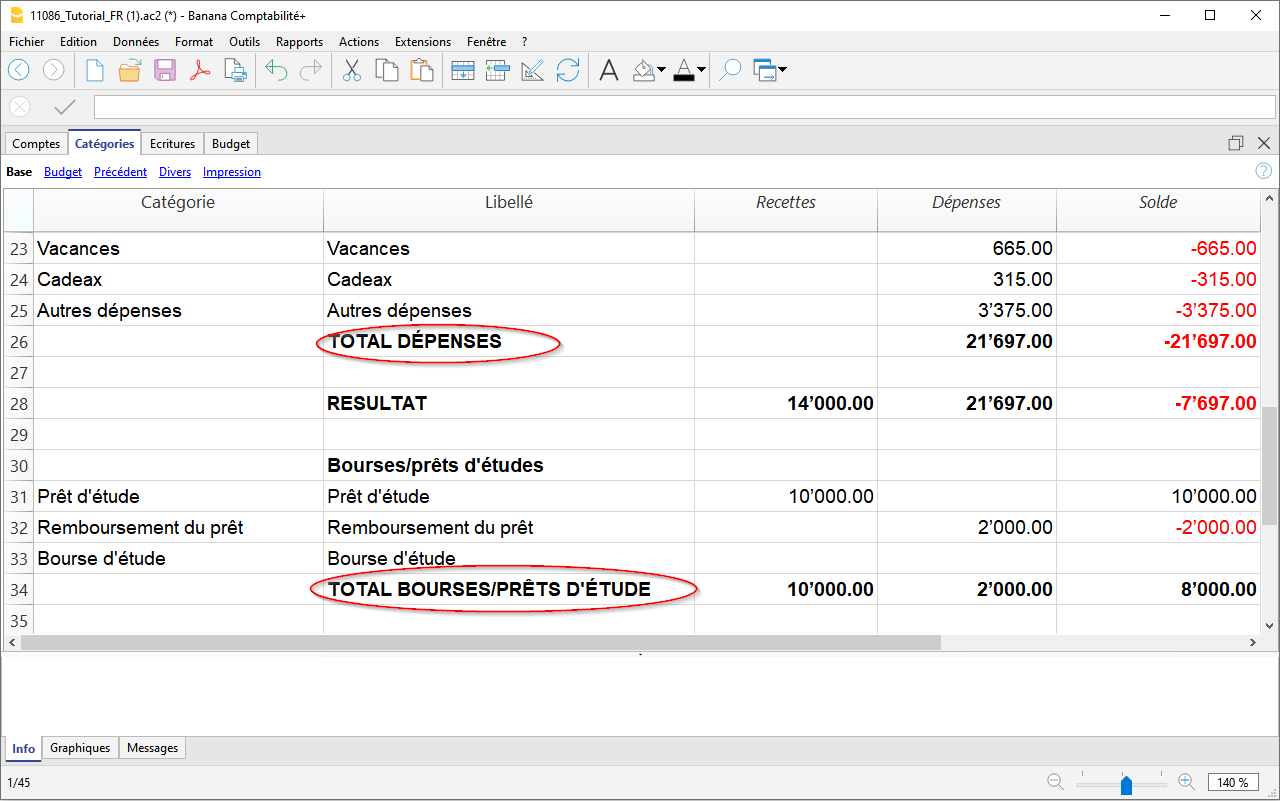 11086_Tutorial_FR (1).ac2 (*) - Banana Comptabilité+
Fichier Edition Données Format Outils Rapports Actions Extensions Fenêtre ?
Comptes Catégories Ecritures Budget
Base Budget Précédent Divers Impression
Catégorie Libellé Recettes Dépenses Solde
23 Vacances Vacances 665.00 -665.00
24 Cadeax Cadeax 315.00 -315.00
25 Autres dépenses Autres dépenses 3’375.00 -3’375.00
26 TOTAL DÉPENSES 21’697.00 -21’697.00
27
28 RESULTAT 14’000.00 21’697.00 -7’697.00
29
30 Bourses/prêts d'études
31 Prêt d'étude Prêt d'étude 10’000.00 10’000.00
32 Remboursement du prêt Remboursement du prêt 2’000.00 -2’000.00
33 Bourse d'étude Bourse d'étude
34 TOTAL BOURSES/PRÊTS D'ÉTUDE 10’000.00 2’000.00 8’000.00
35
Info Graphiques Messages
1/45 140 %